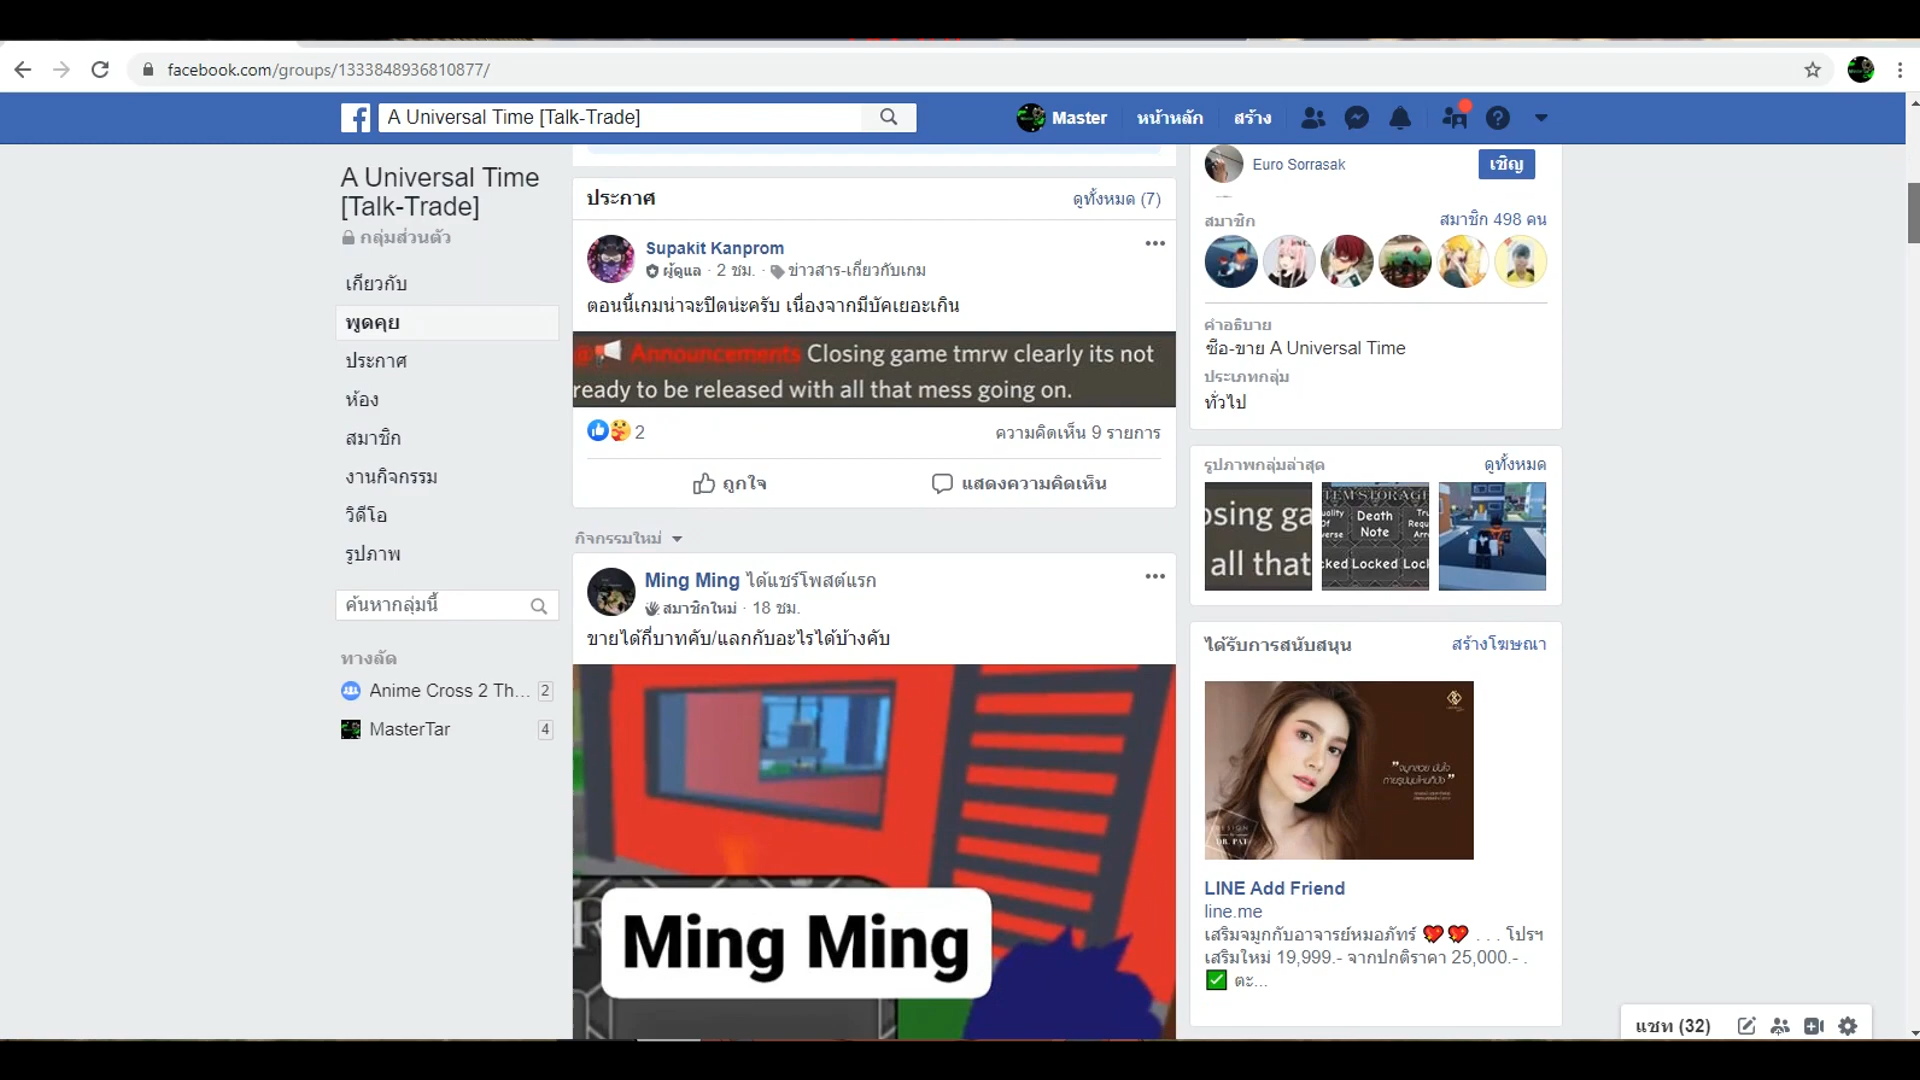 facebook.com/groups/1333848936810877/
A Universal Time [Talk-Trade]
Master
หน้าหลัก
สร้าง
A Universal Time
[Talk-Trade]
กลุ่มส่วนตัว
เกี่ยวกับ
พูดคุย
ประกาศ
ห้อง
สมาชิก
งานกิจกรรม
วิดีโอ
รูปภาพ
ค้นหากลุ่มนี้
ทางลัด
Anime Cross 2 Th... 2
MasterTar 4
ประกาศ ดูทั้งหมด (7)
Supakit Kanprom
ผู้ดูแล · 2 ชม. · ข่าวสาร-เกี่ยวกับเกม
ตอนนี้เกมน่าจะปิดน่ะครับ เนื่องจากมีบัคเยอะเกิน
@ Announcements Closing game tmrw clearly its not
ready to be released with all that mess going on.
2 ความคิดเห็น 9 รายการ
ถูกใจ แสดงความคิดเห็น
กิจกรรมใหม่
Ming Ming ได้แชร์โพสต์แรก
สมาชิกใหม่ · 18 ชม.
ขายได้กี่บาทคับ/แลกกับอะไรได้บ้างคับ
Ming Ming
Euro Sorrasak เชิญ
สมาชิก สมาชิก 498 คน
คำอธิบาย
ซือ-ขาย A Universal Time
ประเภทกลุ่ม
ทั่วไป
รูปภาพกลุ่มล่าสุด ดูทั้งหมด
osing ga
all that
TEM STORAGE
Death
Note
Locked
ได้รับการสนับสนุน สร้างโฆษณา
"จมูกสวย มั่นใจ
DESIGN
DR. PAT
LINE Add Friend
line.me
เสริมจมูกกับอาจารย์หมอภัทร์ 💖💖 . . . โปรฯ
เสริมใหม่ 19,999.- จากปกติราคา 25,000.- .
✅ ตะ...
แชท (32)